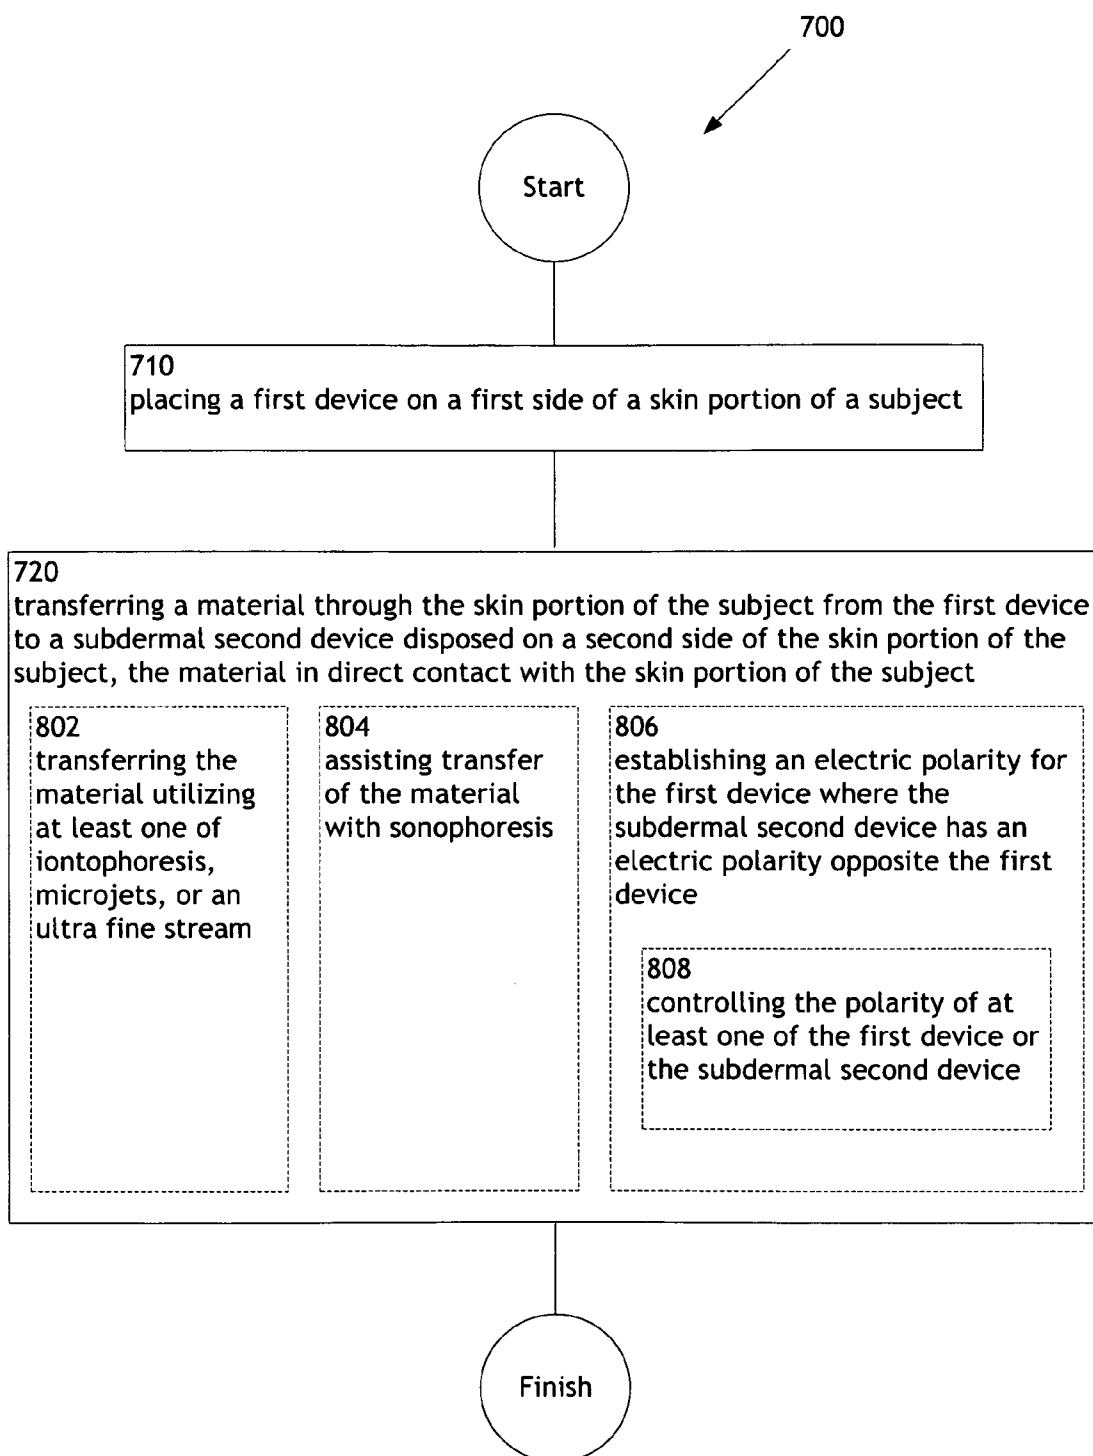 700
Start
710
placing a first device on a first side of a skin portion of a subject
720
transferring a material through the skin portion of the subject from the first device
to a subdermal second device disposed on a second side of the skin portion of the
subject, the material in direct contact with the skin portion of the subject
802
transferring the
material utilizing
at least one of
iontophoresis,
microjets, or an
ultra fine stream
804
assisting transfer
of the material
with sonophoresis
806
establishing an electric polarity for
the first device where the
subdermal second device has an
electric polarity opposite the first
device
808
controlling the polarity of at
least one of the first device or
the subdermal second device
Finish